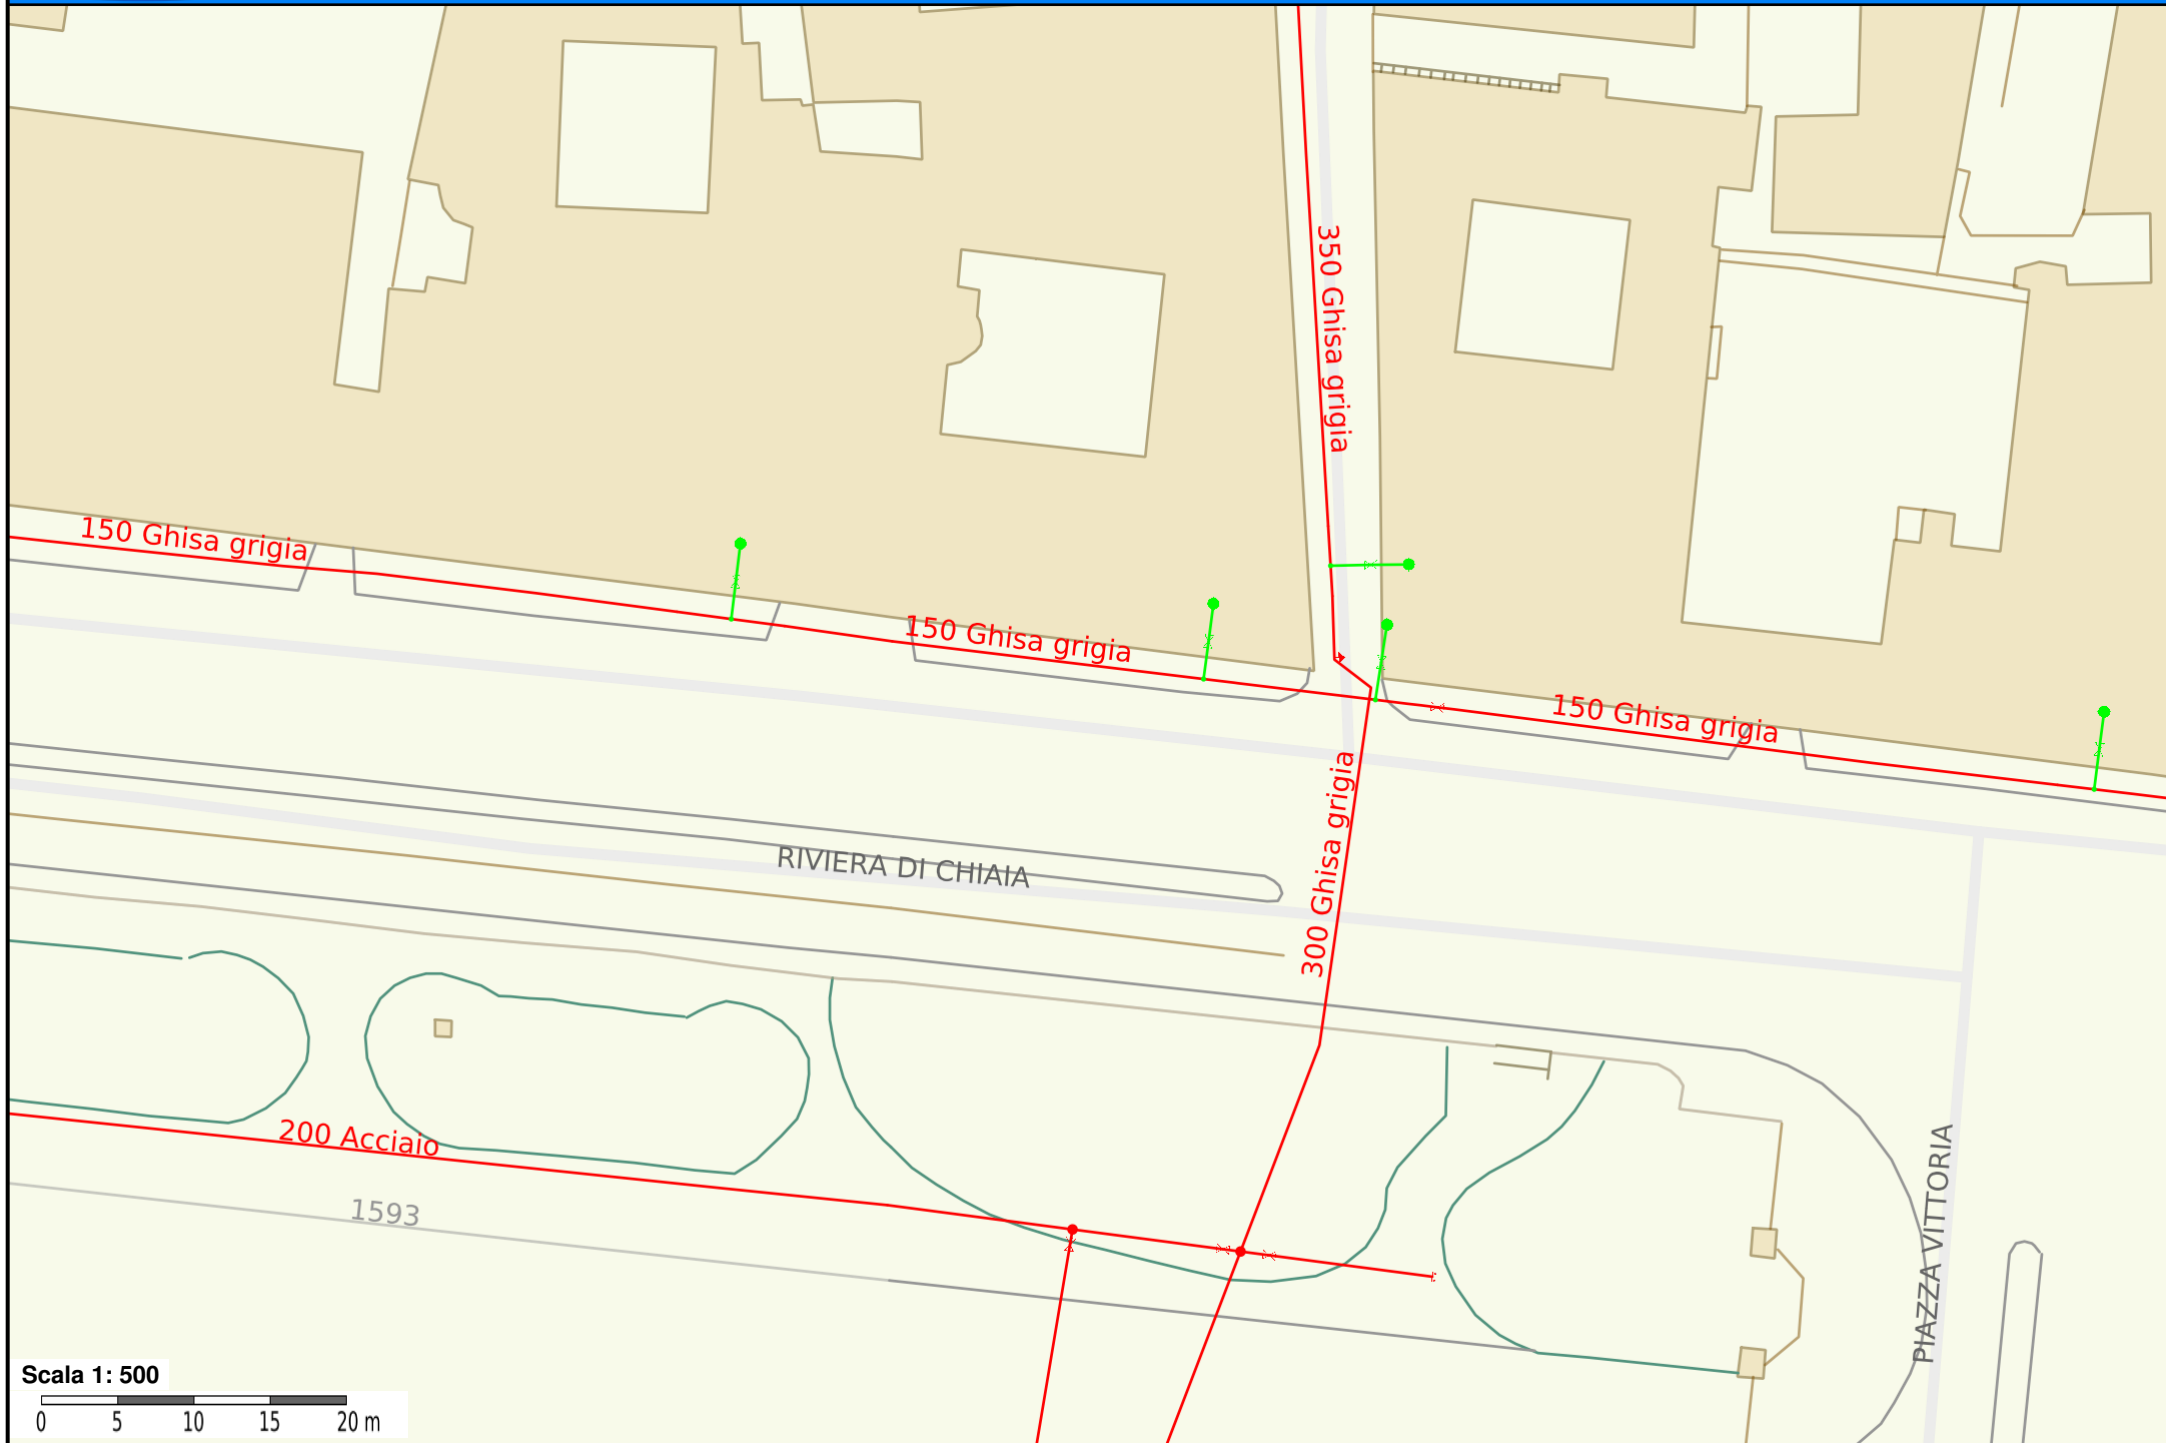 350 Ghisa grigia
150 Ghisa grigia
150 Ghisa grigia
150 Ghisa grigia
300 Ghisa grigia
RIVIERA DI CHIAIA
200 Acciaio
1593
PIAZZA VITTORIA
Scala 1: 500
0 5 10 15 20 m